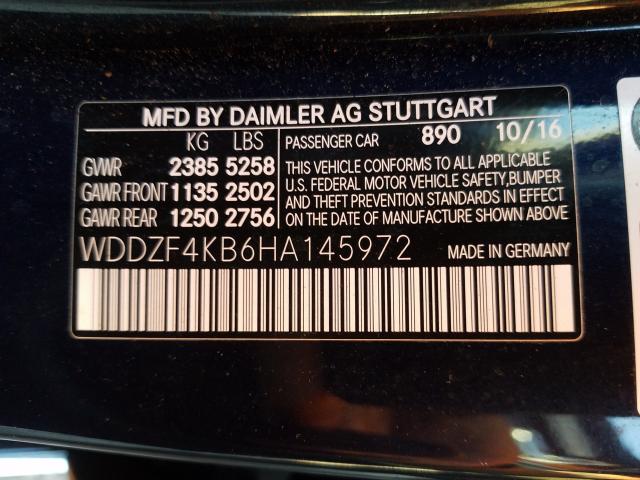 MFD BY DAIMLER AG STUTTGART
KG LBS
GVWR 2385 5258
GAWR FRONT 1135 2502
GAWR REAR 1250 2756
PASSENGER CAR 890 10/16
THIS VEHICLE CONFORMS TO ALL APPLICABLE
U.S. FEDERAL MOTOR VEHICLE SAFETY,BUMPER
AND THEFT PREVENTION STANDARDS IN EFFECT
ON THE DATE OF MANUFACTURE SHOWN ABOVE
WDDZF4KB6HA145972 MADE IN GERMANY